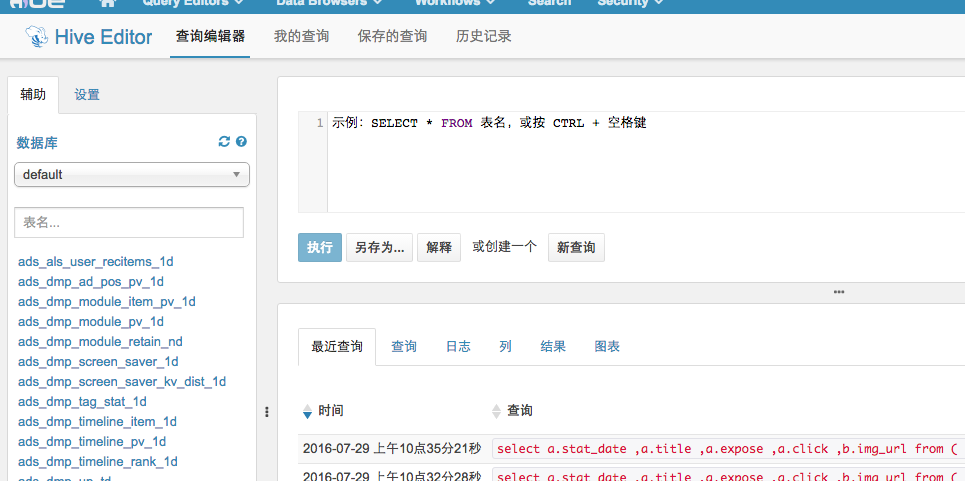 HUE Query Editors Data Browsers Workflows Search Security
Hive Editor 查询编辑器 我的查询 保存的查询 历史记录
辅助 设置
数据库
default
表名...
ads_als_user_recitems_1d
ads_dmp_ad_pos_pv_1d
ads_dmp_module_item_pv_1d
ads_dmp_module_pv_1d
ads_dmp_module_retain_nd
ads_dmp_screen_saver_1d
ads_dmp_screen_saver_kv_dist_1d
ads_dmp_tag_stat_1d
ads_dmp_timeline_item_1d
ads_dmp_timeline_pv_1d
ads_dmp_timeline_rank_1d
ads_dmp_up_td
1 示例：SELECT * FROM 表名，或按 CTRL + 空格键
执行 另存为... 解释 或创建一个 新查询
最近查询 查询 日志 列 结果 图表
时间 查询
2016-07-29 上午10点35分21秒 select a.stat_date ,a.title ,a.expose ,a.click ,b.img_url from (
2016-07-29 上午10点32分28秒 select a.stat_date ,a.title ,a.expose ,a.click ,b.img_url from (